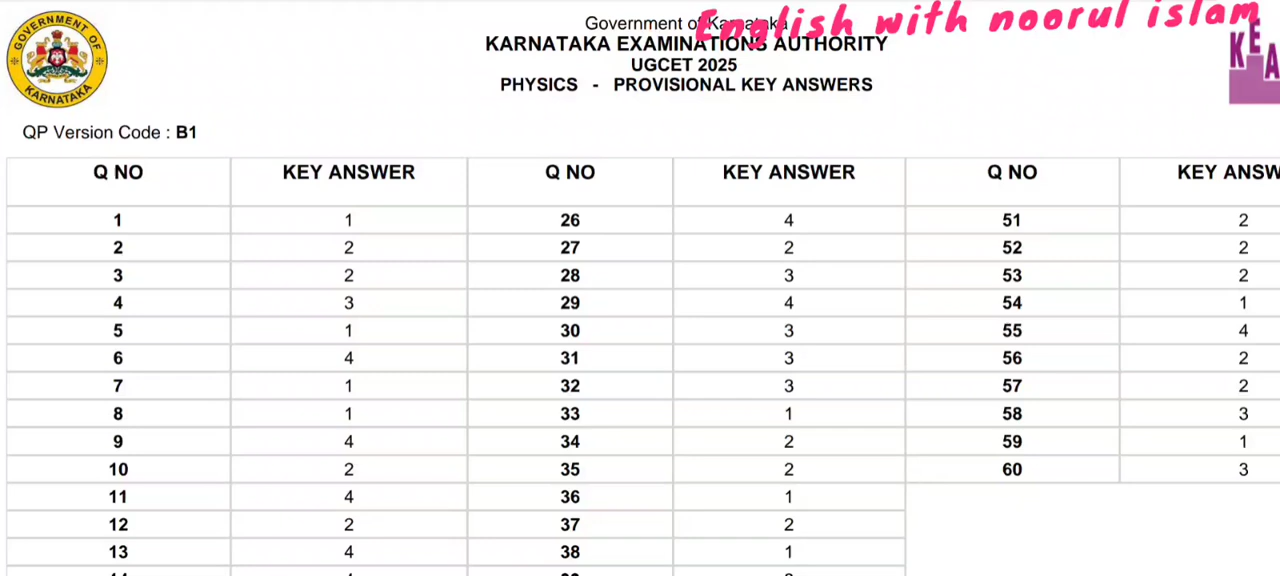 Government of Karnataka
English with noorul islam
KARNATAKA EXAMINATIONS AUTHORITY
UGCET 2025
PHYSICS - PROVISIONAL KEY ANSWERS
GOVERNMENT OF KARNATAKA
KEA
QP Version Code : B1
Q NO KEY ANSWER Q NO KEY ANSWER Q NO KEY ANSW
1 1 26 4 51 2
2 2 27 2 52 2
3 2 28 3 53 2
4 3 29 4 54 1
5 1 30 3 55 4
6 4 31 3 56 2
7 1 32 3 57 2
8 1 33 1 58 3
9 4 34 2 59 1
10 2 35 2 60 3
11 4 36 1
12 2 37 2
13 4 38 1